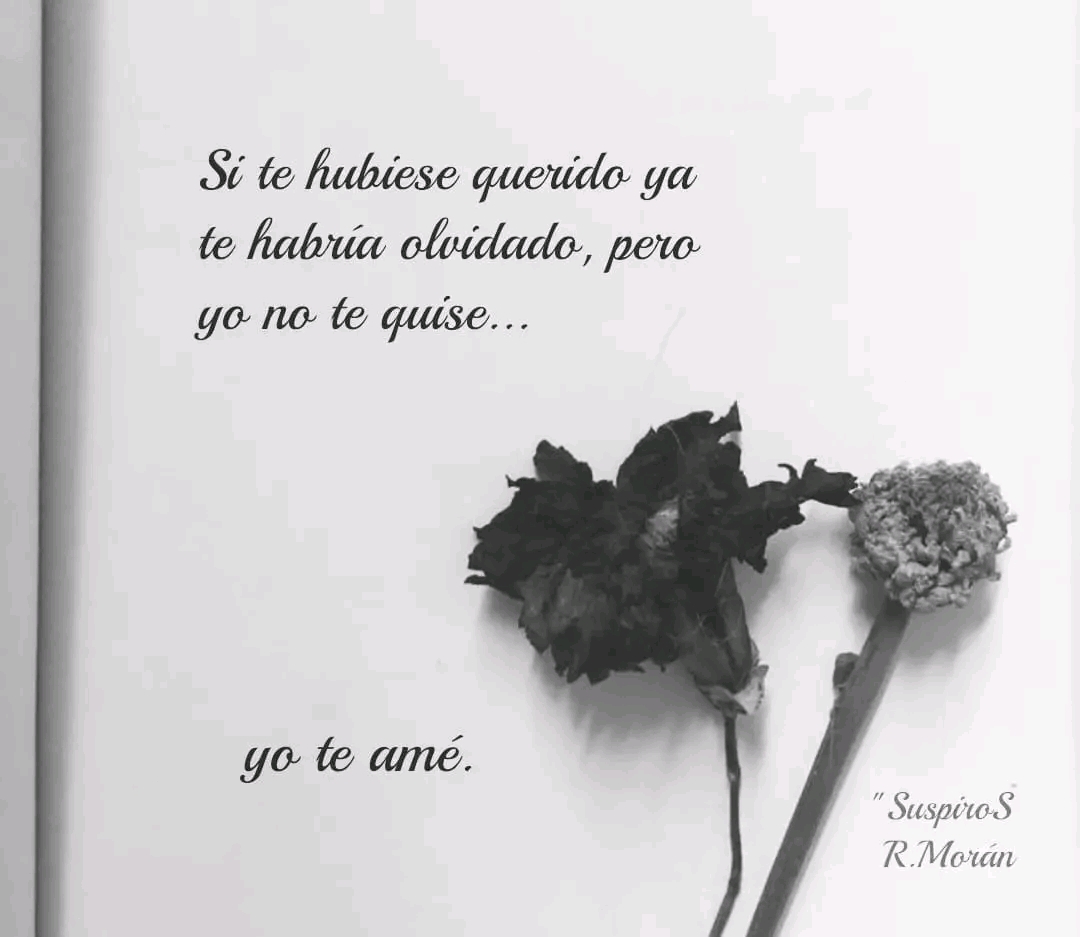 Si te hubiese querido ya
te habría olvidado, pero
yo no te quise...
yo te amé.
"SuspiroS"
R.Morán